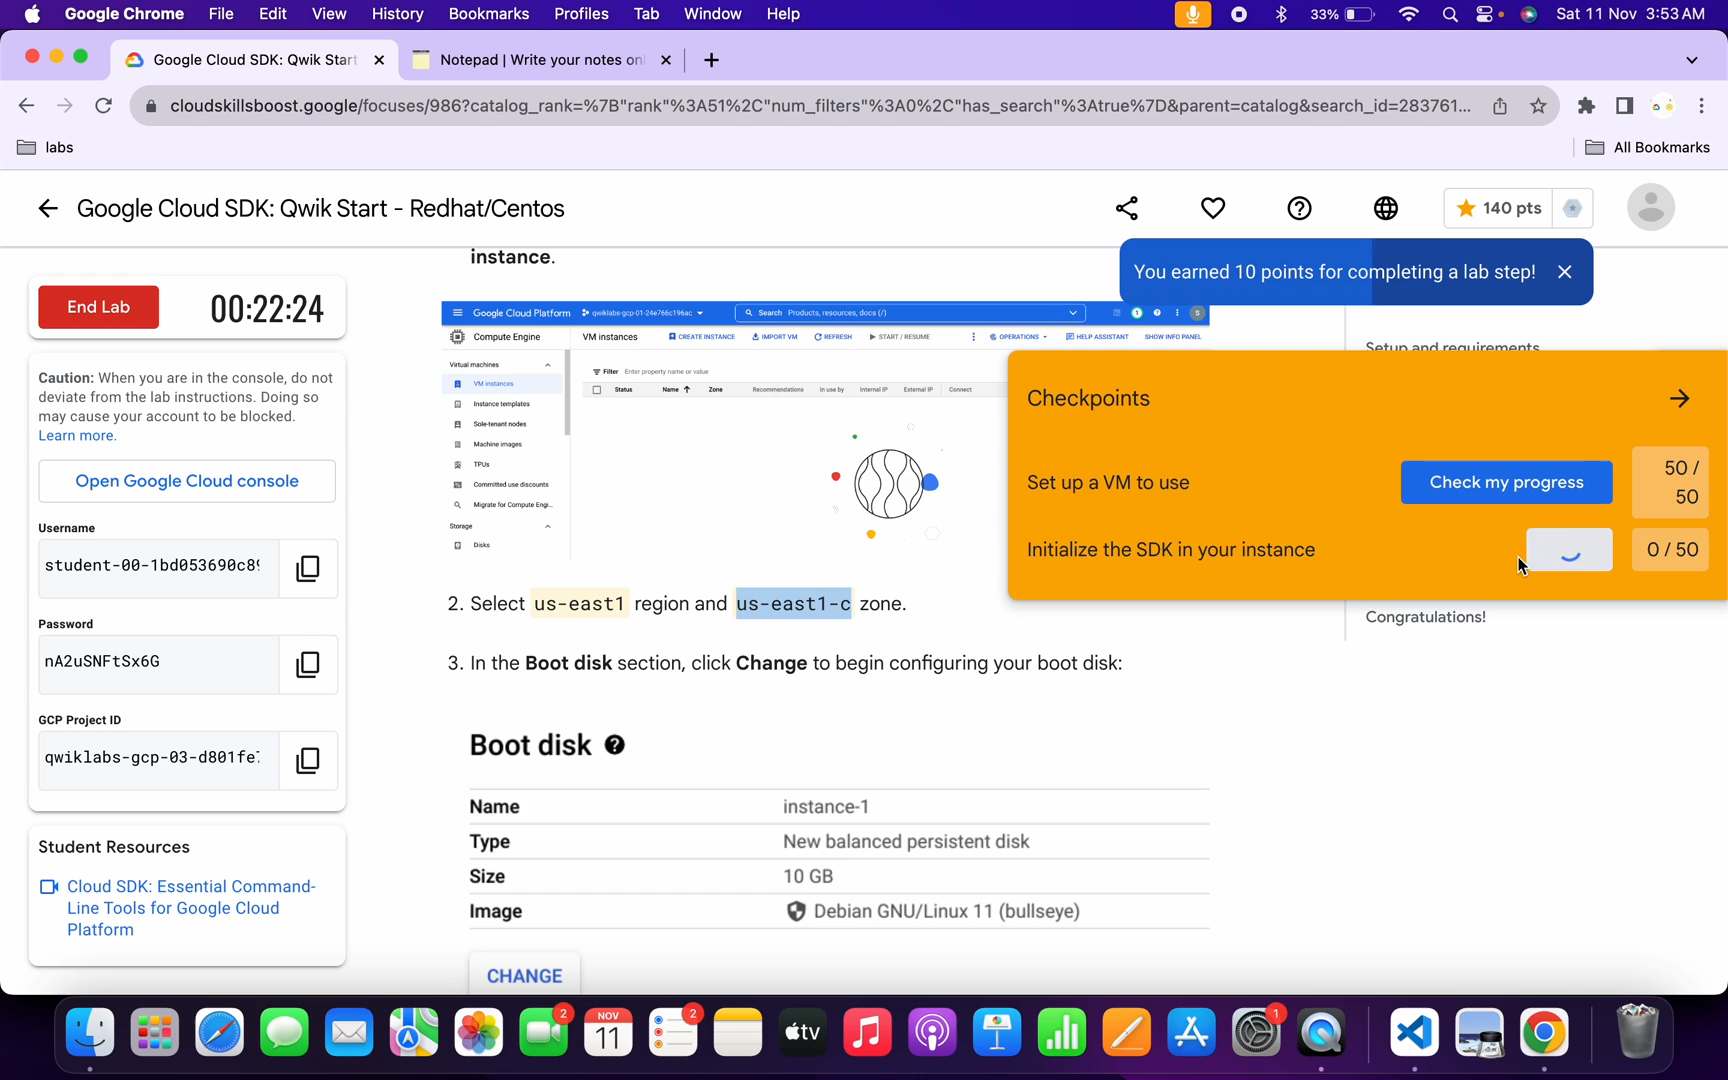 Google Chrome File Edit View History Bookmarks Profiles Tab Window Help 33% Sat 11 Nov 3:53 AM
Google Cloud SDK: Qwik Start Notepad | Write your notes on
cloudskillsboost.google/focuses/986?catalog_rank=%7B"rank"%3A51%2C"num_filters"%3A0%2C"has_search"%3Atrue%7D&parent=catalog&search_id=283761...
labs All Bookmarks
Google Cloud SDK: Qwik Start - Redhat/Centos 140 pts
You earned 10 points for completing a lab step!
End Lab 00:22:24
Caution: When you are in the console, do not
deviate from the lab instructions. Doing so
may cause your account to be blocked.
Learn more.
Open Google Cloud console
Username
student-00-1bd053690c8
Password
nA2uSNFtSx6G
GCP Project ID
qwiklabs-gcp-03-d801fe
Student Resources
Cloud SDK: Essential Command-
Line Tools for Google Cloud
Platform
instance.
Google Cloud Platform qwiklabs-gcp-01-24e766c196ac Search Products, resources, docs (/) 1 S
Compute Engine VM instances CREATE INSTANCE IMPORT VM REFRESH START / RESUME OPERATIONS HELP ASSISTANT SHOW INFO PANEL
Virtual machines
VM instances
Instance templates
Sole-tenant nodes
Machine images
TPUs
Committed use discounts
Migrate for Compute Engi...
Storage
Disks
Filter Enter property name or value
Status Name Zone Recommendations In use by Internal IP External IP Connect
2. Select us-east1 region and us-east1-c zone.
3. In the Boot disk section, click Change to begin configuring your boot disk:
Boot disk
Name instance-1
Type New balanced persistent disk
Size 10 GB
Image Debian GNU/Linux 11 (bullseye)
CHANGE
Setup and requirements
Checkpoints
Set up a VM to use Check my progress 50 / 50
Initialize the SDK in your instance 0 / 50
Congratulations!
2 NOV 11 2 tv 1